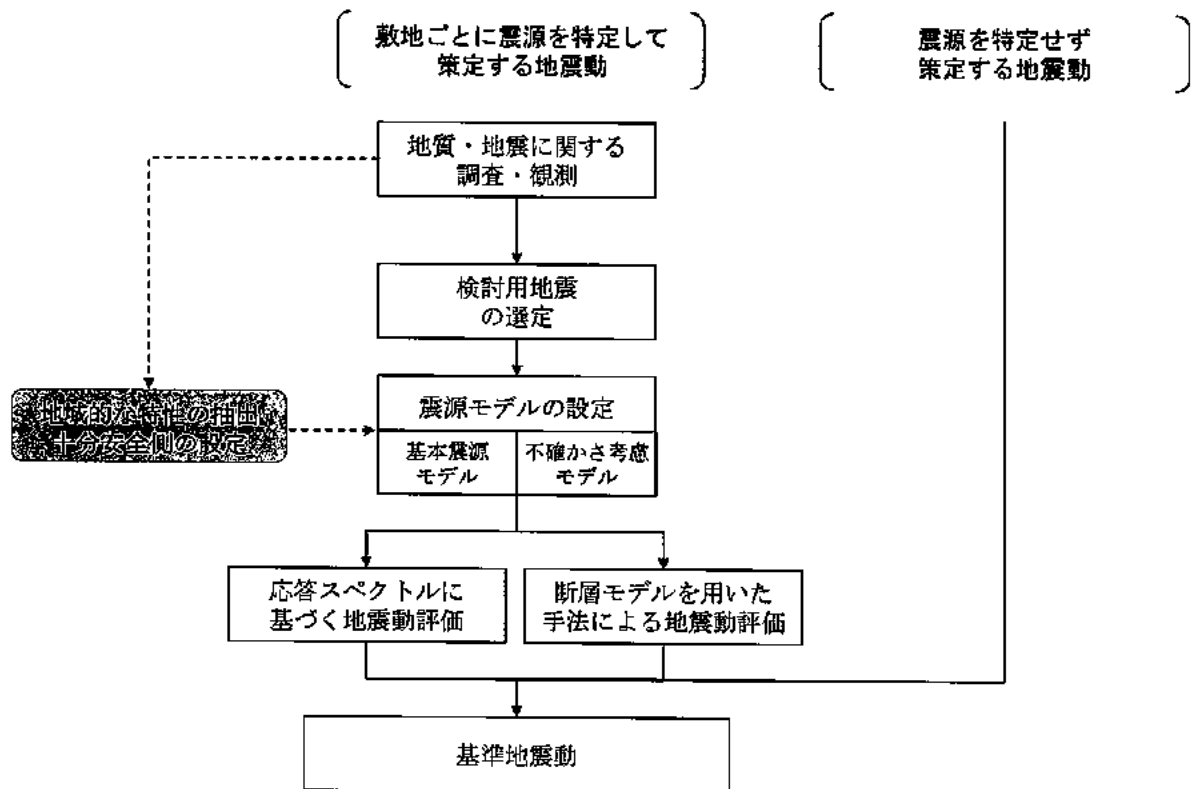 敷地ごとに震源を特定して
策定する地震動
震源を特定せず
策定する地震動
地質・地震に関する
調査・観測
検討用地震
の選定
地域的な特性の抽出
十分安全側の設定
震源モデルの設定
基本震源
モデル
不確かさ考慮
モデル
応答スペクトルに
基づく地震動評価
断層モデルを用いた
手法による地震動評価
基準地震動